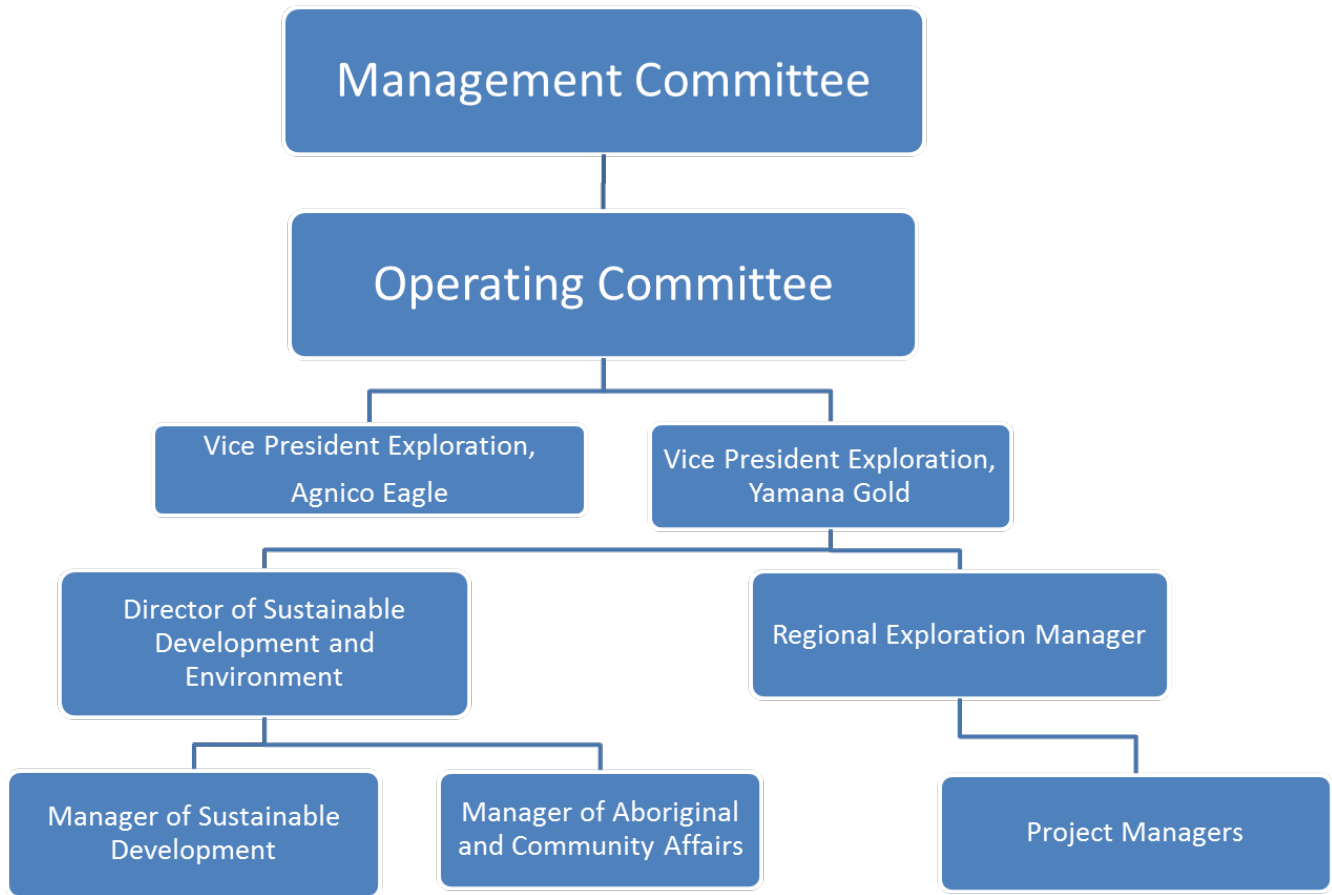 Management Committee
Operating Committee
Vice President Exploration,
Agnico Eagle
Vice President Exploration,
Yamana Gold
Director of Sustainable
Development and
Environment
Regional Exploration Manager
Manager of Sustainable
Development
Manager of Aboriginal
and Community Affairs
Project Managers